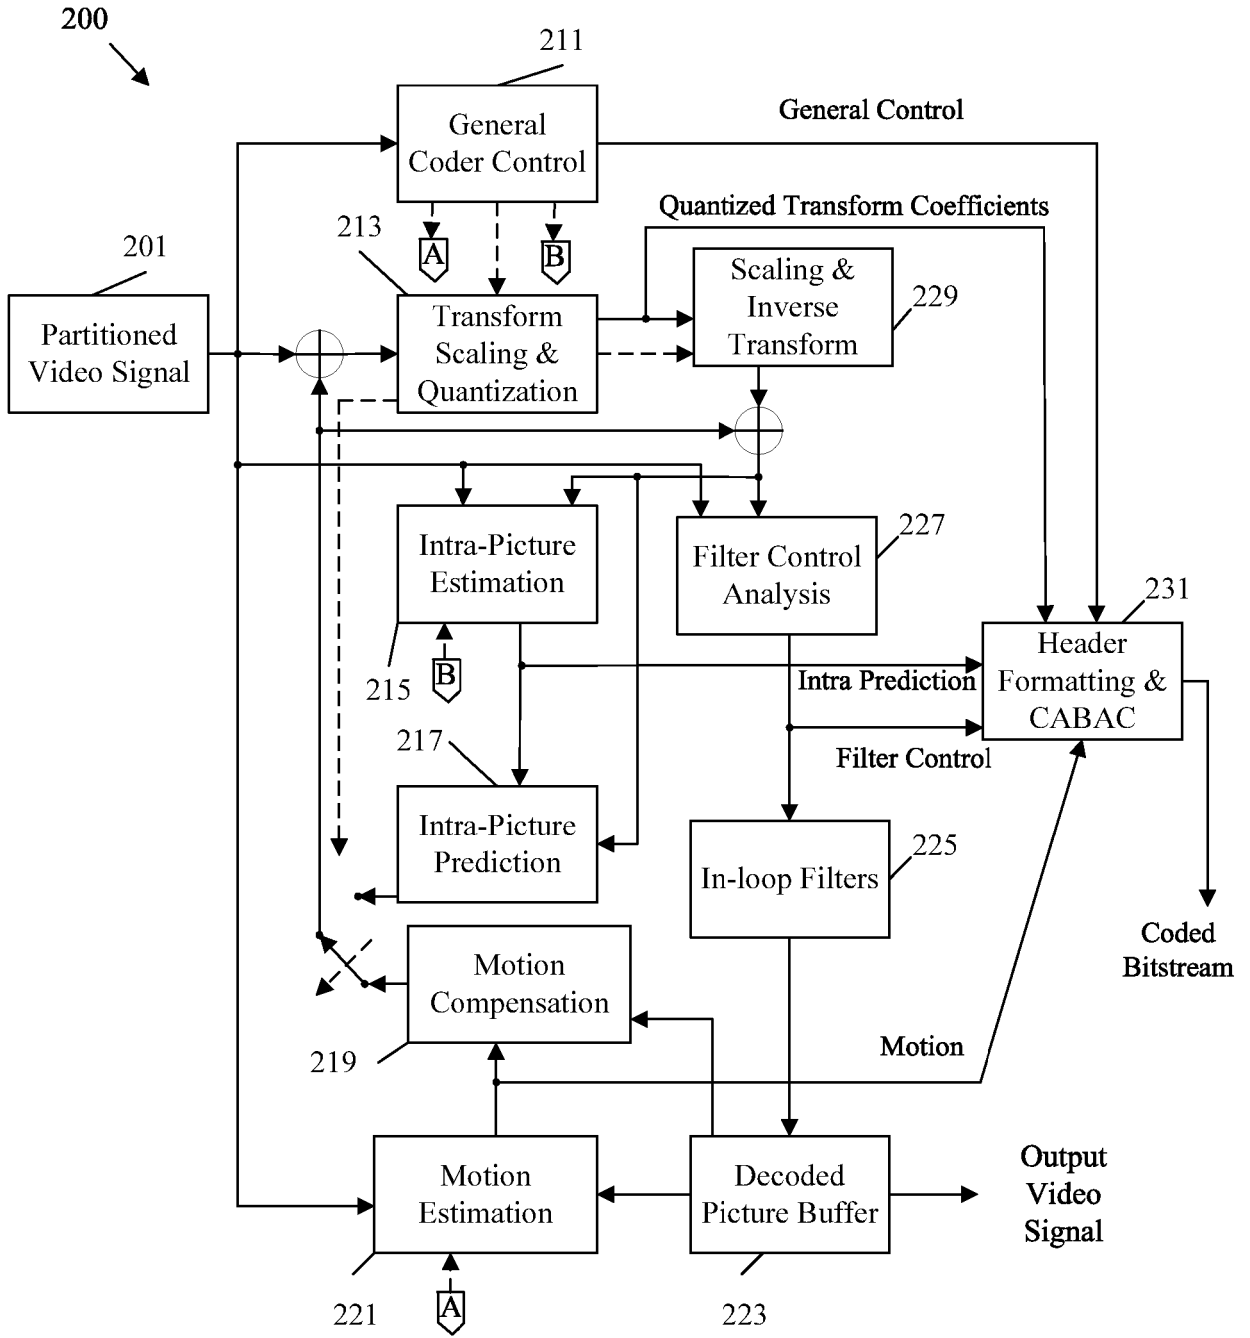 200
211
General
Coder Control
General Control
A
B
Quantized Transform Coefficients
201
Partitioned
Video Signal
213
Transform
Scaling &
Quantization
Scaling &
Inverse
Transform
229
Intra-Picture
Estimation
215
B
Filter Control
Analysis
227
231
Header
Formatting &
CABAC
Intra Prediction
Filter Control
217
Intra-Picture
Prediction
In-loop Filters
225
Coded
Bitstream
Motion
Compensation
219
Motion
Motion
Estimation
221
A
Decoded
Picture Buffer
223
Output
Video
Signal